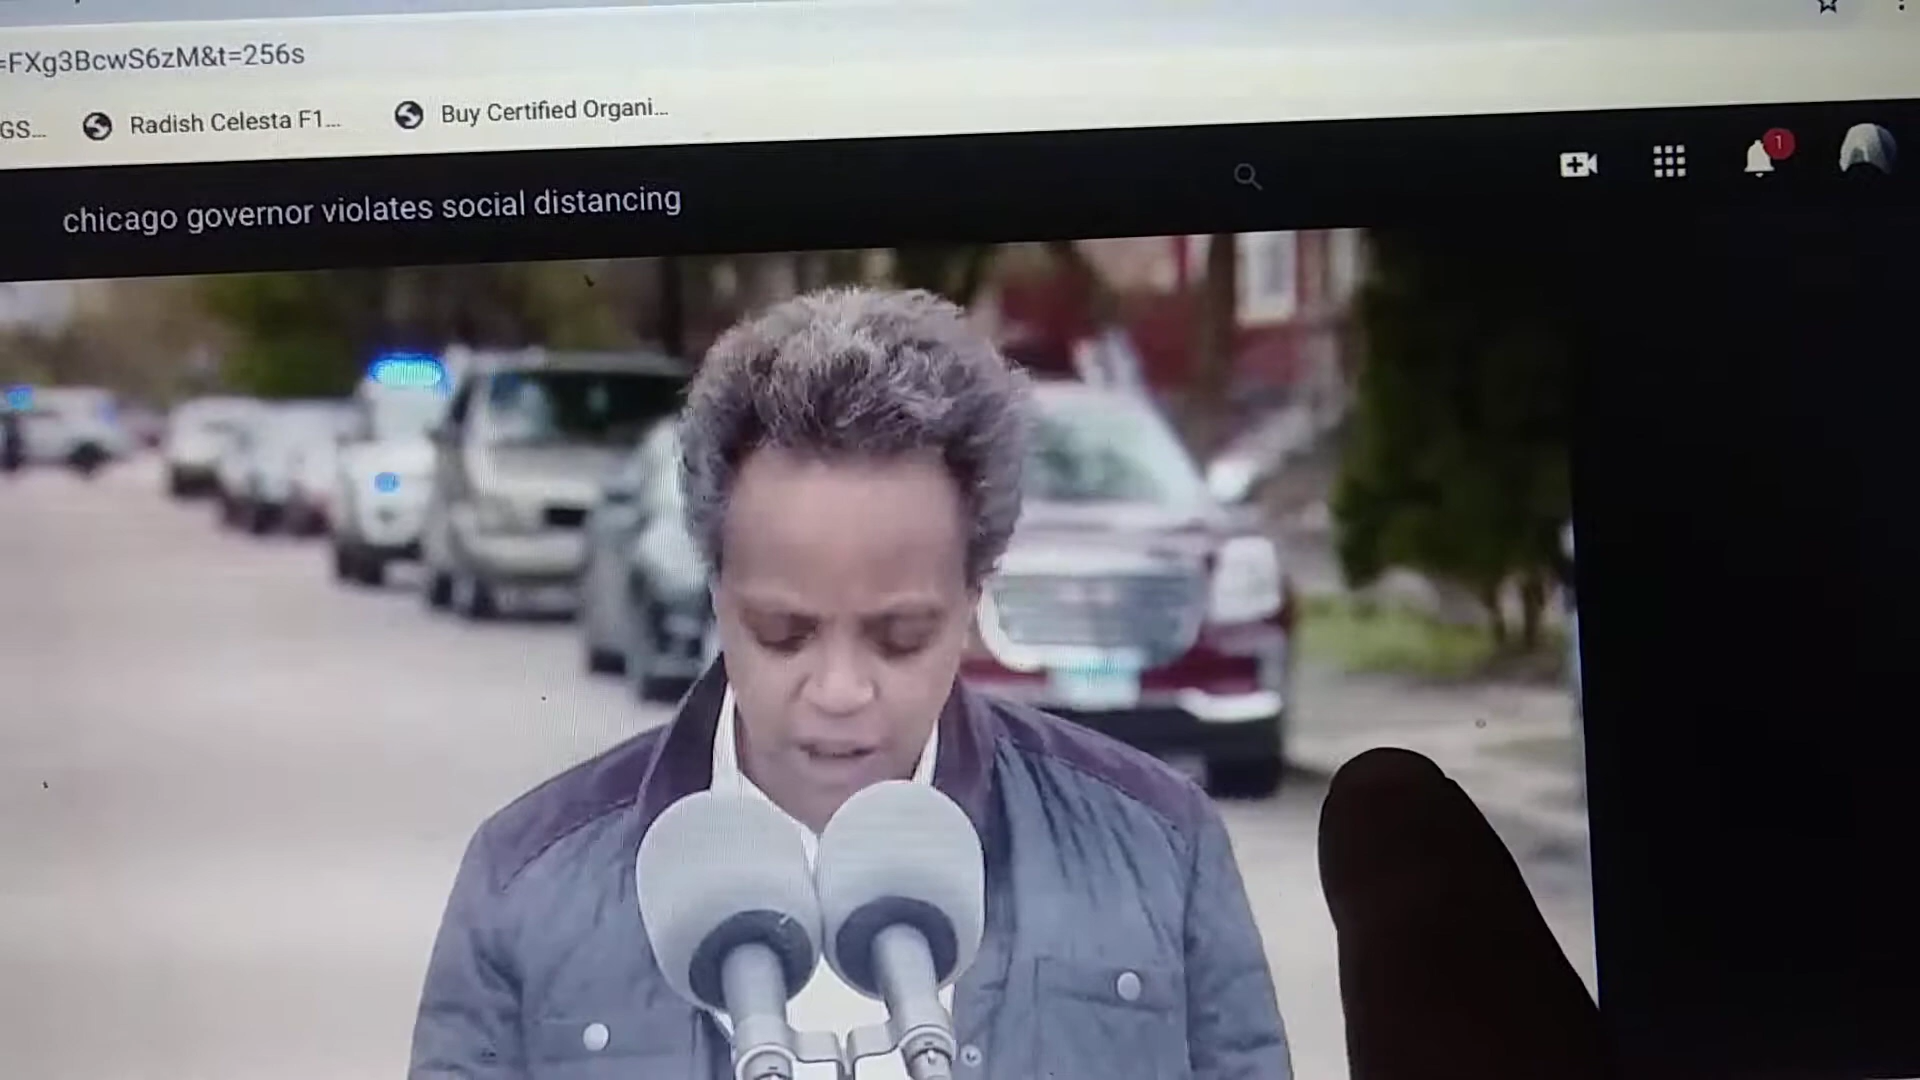 =FXg3BcwS6zM&t=256s
GS...
Radish Celesta F1...
Buy Certified Organi...
1
chicago governor violates social distancing